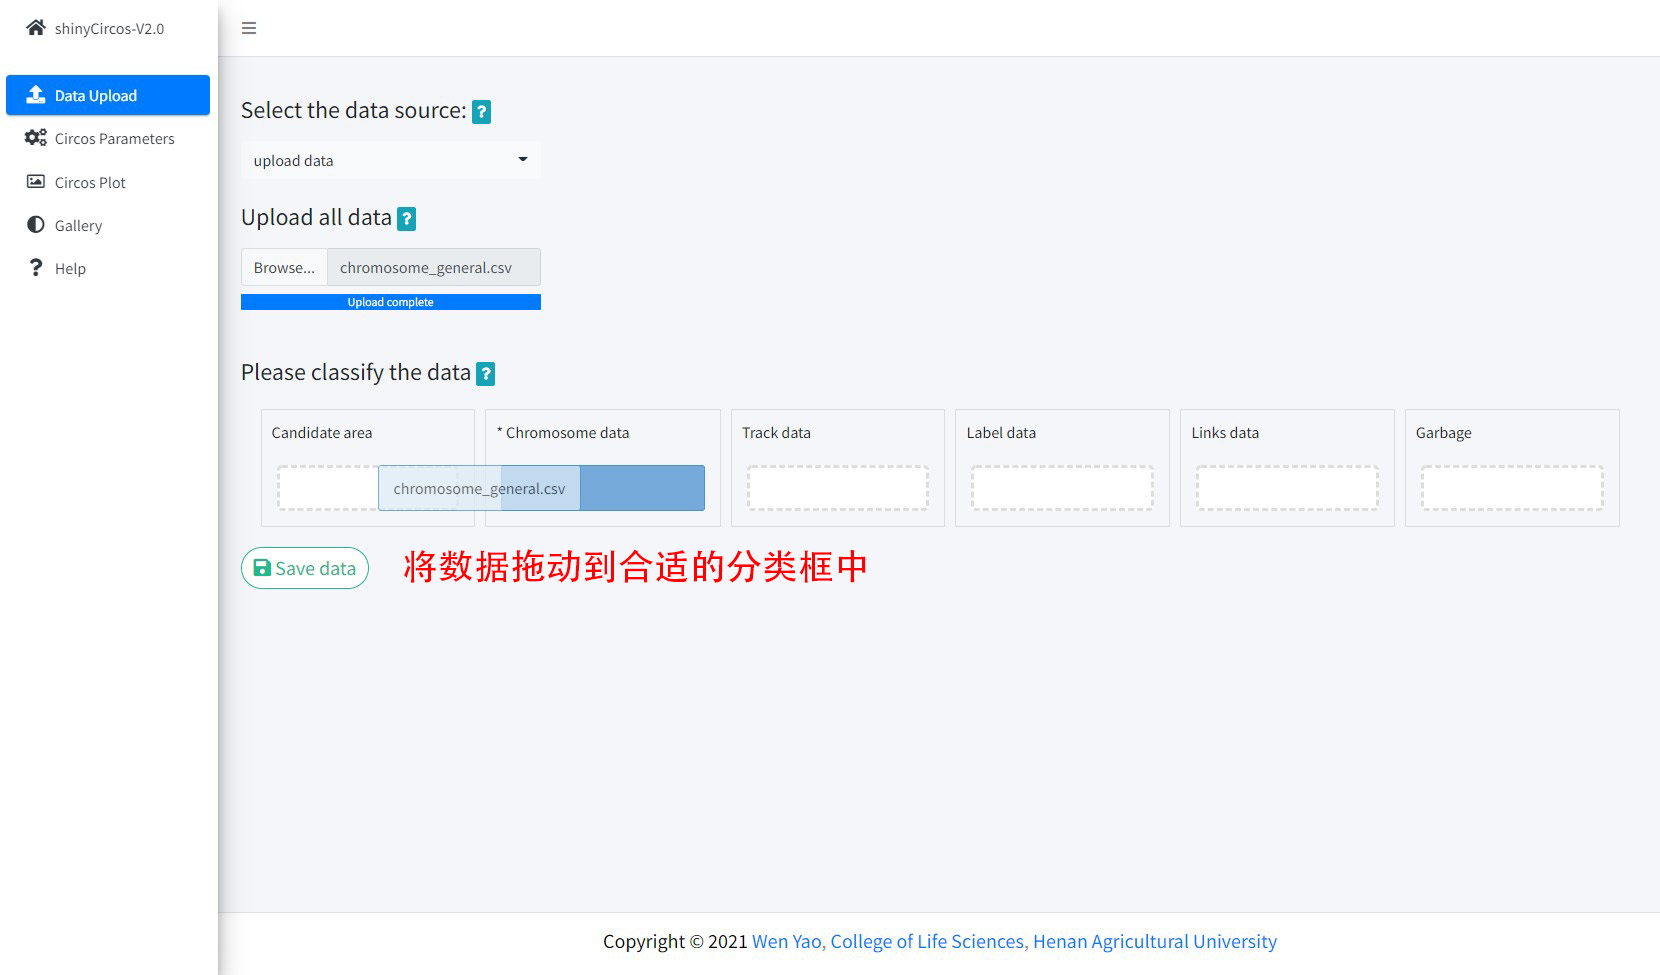 shinyCircos-V2.0
Data Upload
Circos Parameters
Circos Plot
Gallery
Help
Select the data source: ?
upload data
Upload all data ?
Browse... chromosome_general.csv
Upload complete
Please classify the data ?
Candidate area * Chromosome data Track data Label data Links data Garbage
chromosome_general.csv
Save data 将数据拖动到合适的分类框中
Copyright © 2021 Wen Yao, College of Life Sciences, Henan Agricultural University